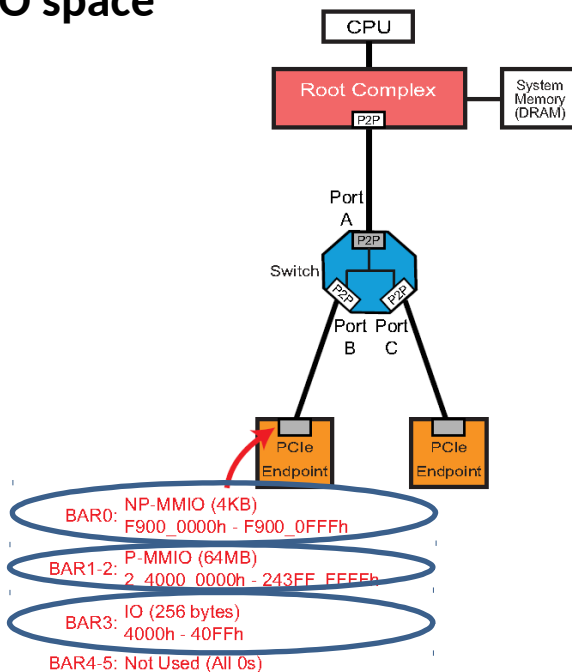 O space
CPU
Root Complex
P2P
System
Memory
(DRAM)
Port
A
P2P
Switch
P2P
P2P
Port Port
B C
PCIe
Endpoint
PCIe
Endpoint
BAR0: NP-MMIO (4KB)
F900_0000h - F900_0FFFh
BAR1-2: P-MMIO (64MB)
2_4000_0000h - 243FF_FFFFh
BAR3: IO (256 bytes)
4000h - 40FFh
BAR4-5: Not Used (All 0s)